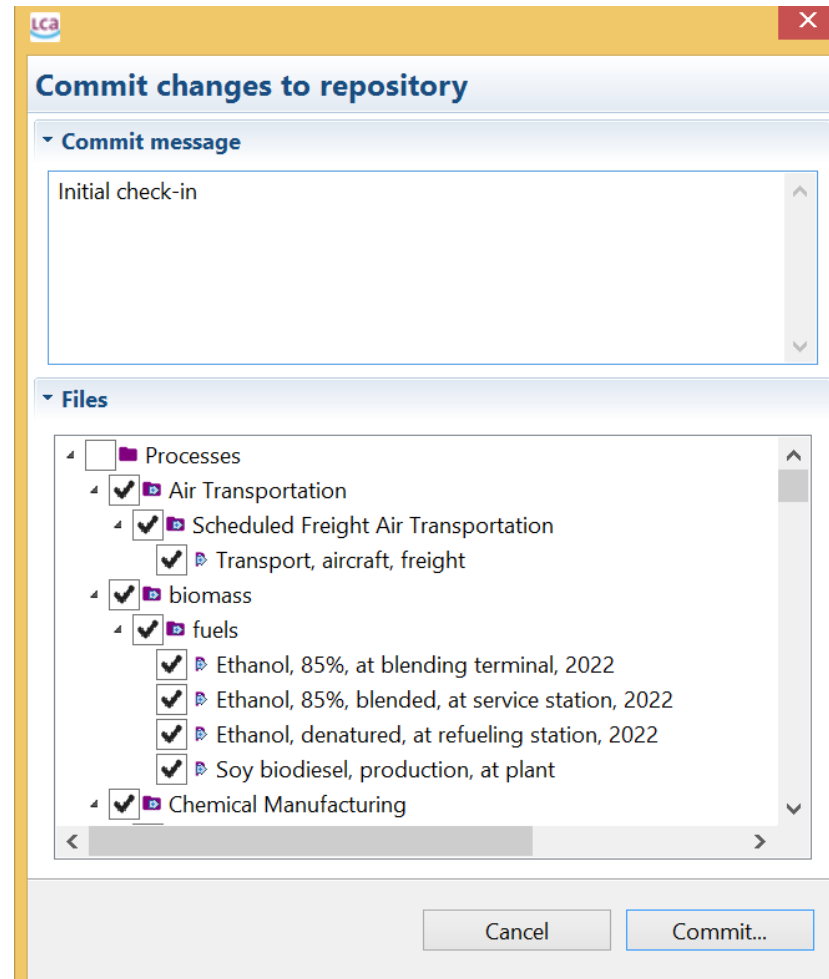 LCA
Commit changes to repository
Commit message
Initial check-in
Files
Processes
Air Transportation
Scheduled Freight Air Transportation
Transport, aircraft, freight
biomass
fuels
Ethanol, 85%, at blending terminal, 2022
Ethanol, 85%, blended, at service station, 2022
Ethanol, denatured, at refueling station, 2022
Soy biodiesel, production, at plant
Chemical Manufacturing
Cancel Commit...